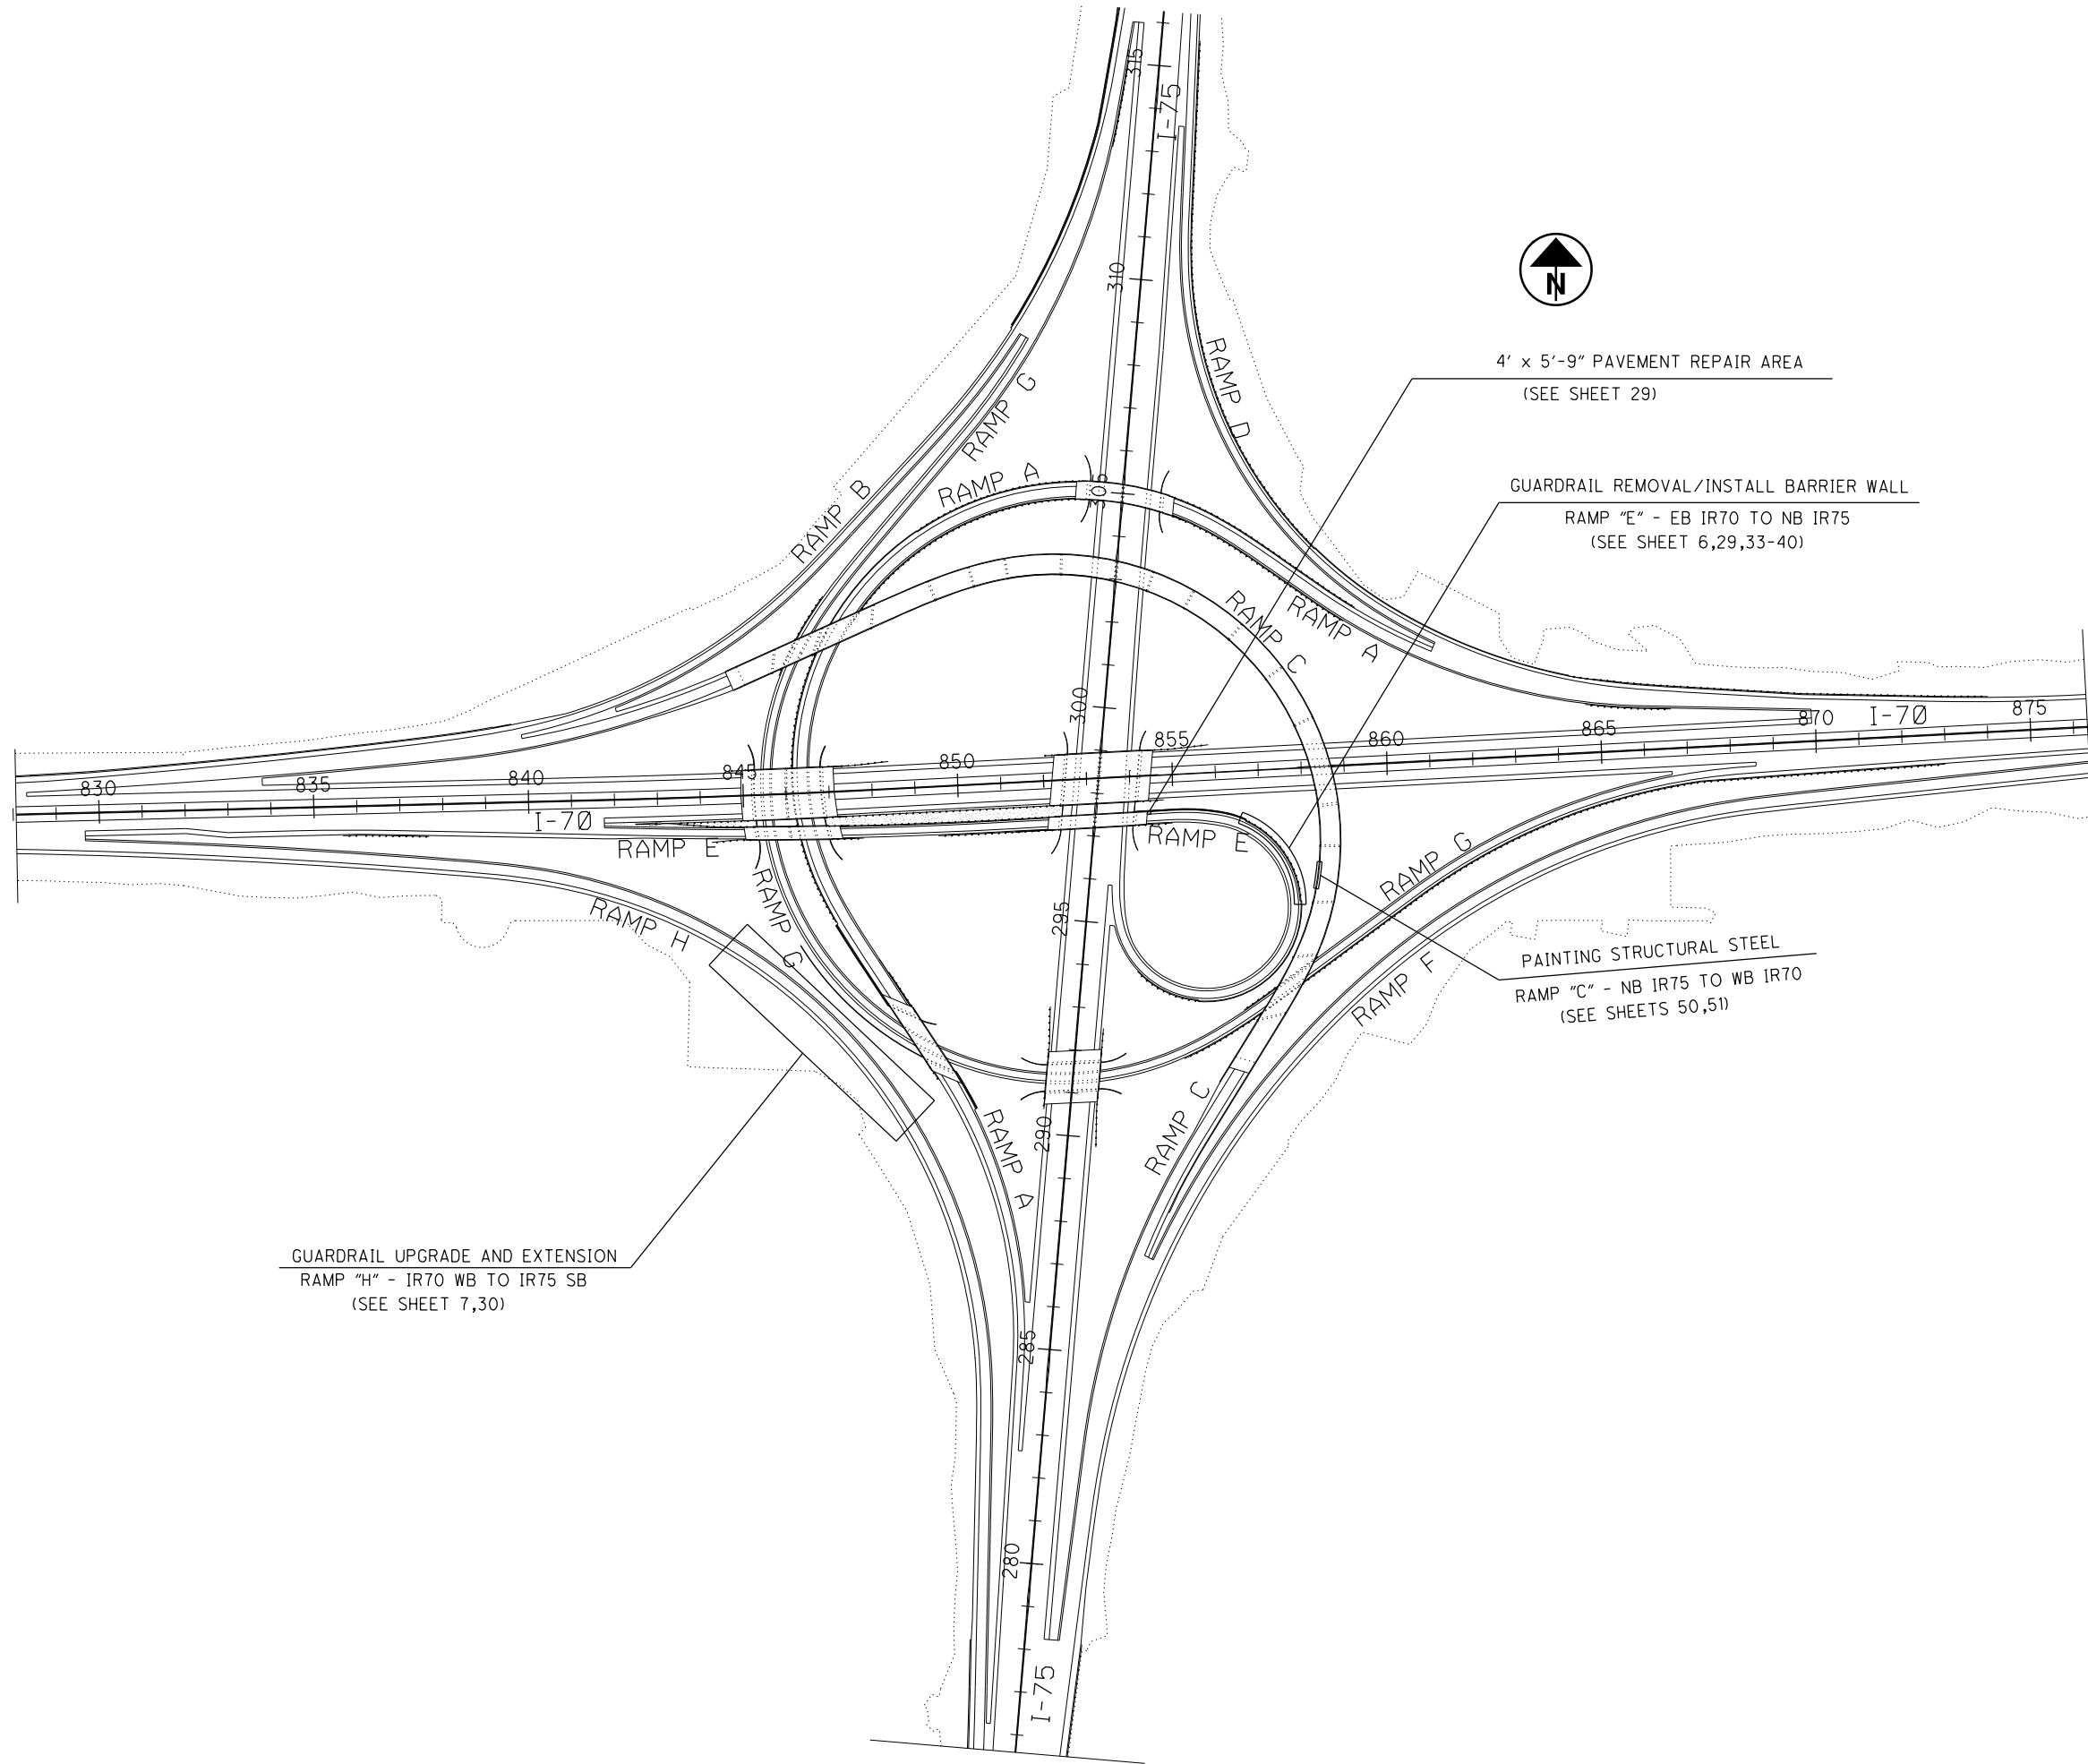 315
I-75
310
N
4' x 5'-9" PAVEMENT REPAIR AREA
(SEE SHEET 29)
RAMP D
RAMP G
RAMP B
RAMP A
305
GUARDRAIL REMOVAL/INSTALL BARRIER WALL
RAMP "E" - EB IR70 TO NB IR75
(SEE SHEET 6,29,33-40)
RAMP C
RAMP A
300
830
835
840
845
850
855
860
865
870
I-70
875
I-70
RAMP E
RAMP E
RAMP G
RAMP G
295
RAMP H
RAMP F
PAINTING STRUCTURAL STEEL
RAMP "C" - NB IR75 TO WB IR70
(SEE SHEETS 50,51)
290
RAMP A
RAMP C
GUARDRAIL UPGRADE AND EXTENSION
RAMP "H" - IR70 WB TO IR75 SB
(SEE SHEET 7,30)
285
280
I-75